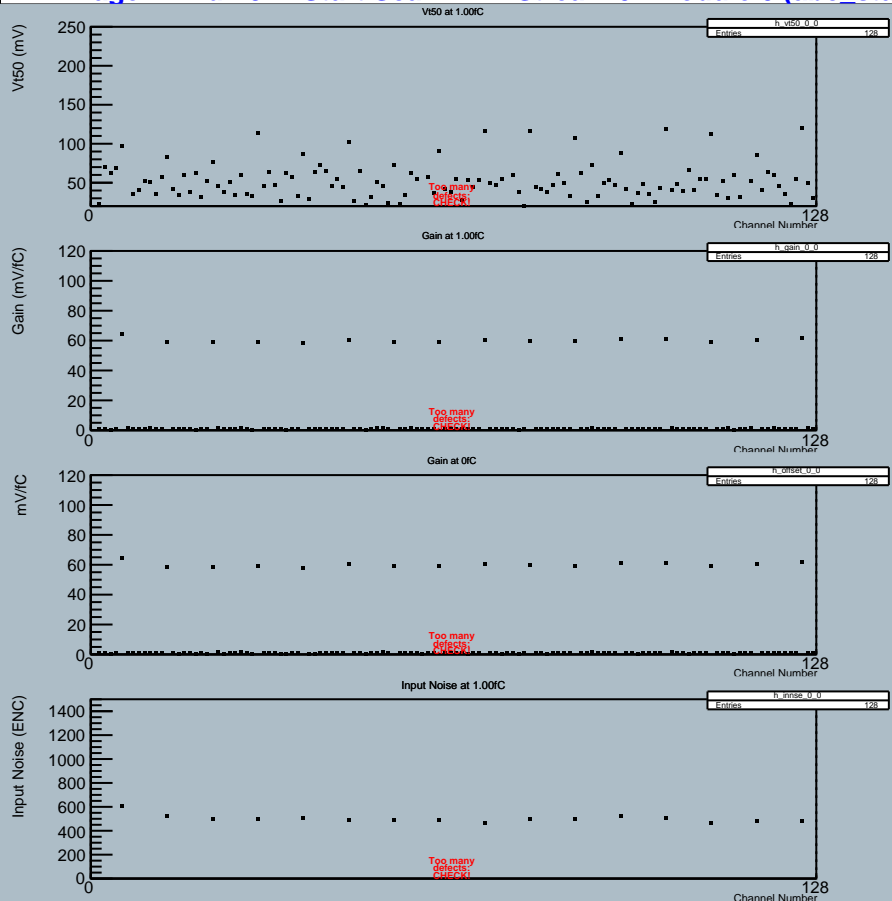 Vt50 at 1.00fC
h_vt50_0_0
Entries 128
Vt50 (mV)
250
200
150
100
50
Too many
defects:
CHECK!
0
128
Channel Number
Gain at 1.00fC
h_gain_0_0
Entries 128
Gain (mV/fC)
120
100
80
60
40
20
0
Too many
defects:
CHECK!
0
128
Channel Number
Gain at 0fC
h_offset_0_0
Entries 128
mV/fC
120
100
80
60
40
20
0
Too many
defects:
CHECK!
0
128
Channel Number
Input Noise at 1.00fC
h_innse_0_0
Entries 128
Input Noise (ENC)
1400
1200
1000
800
600
400
200
0
Too many
defects:
CHECK!
0
128
Channel Number